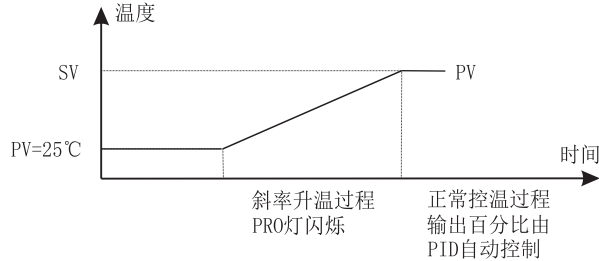 温度
SV
PV
PV=25℃
时间
斜率升温过程
PRO灯闪烁
正常控温过程
输出百分比由
PID自动控制